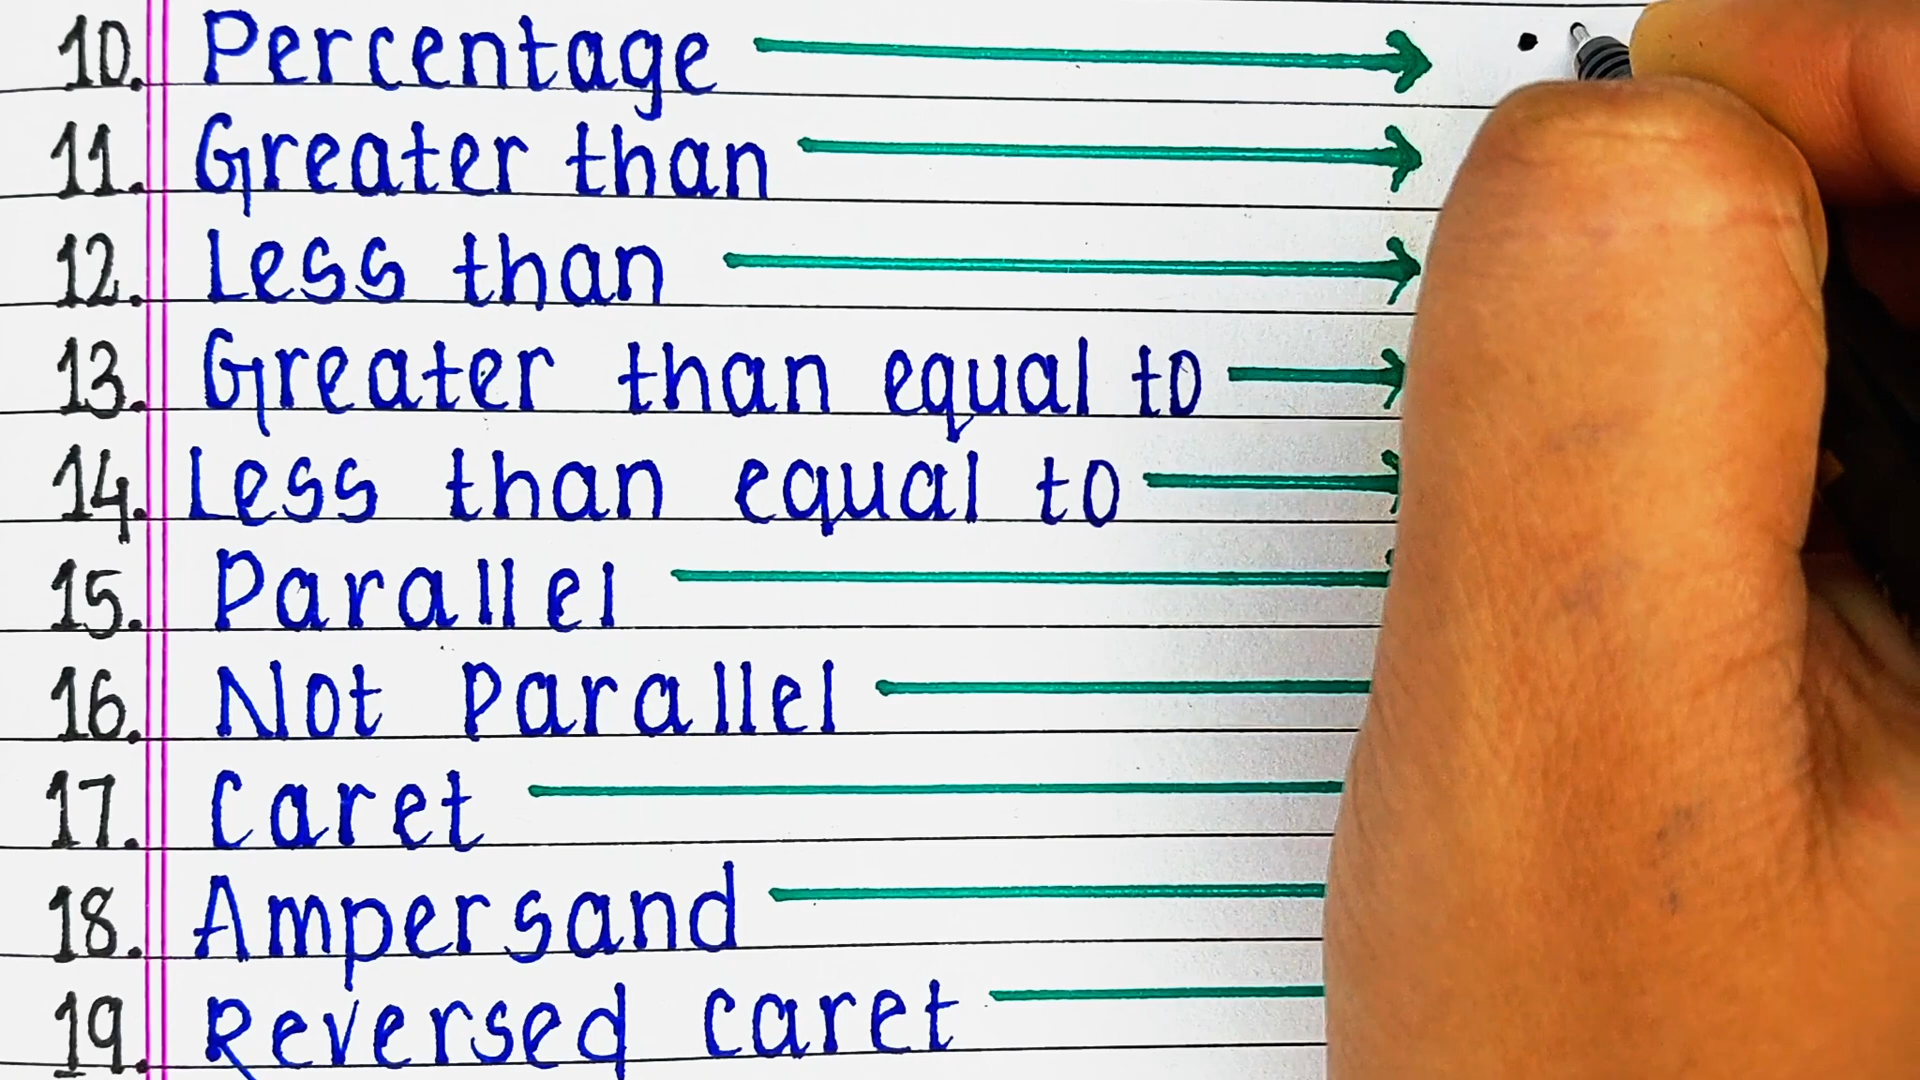 10. Percentage →
11. Greater than →
12. Less than →
13. Greater than equal to →
14. Less than equal to →
15. Parallel
16. Not Parallel
17. Caret
18. Ampersand
19. Reversed caret